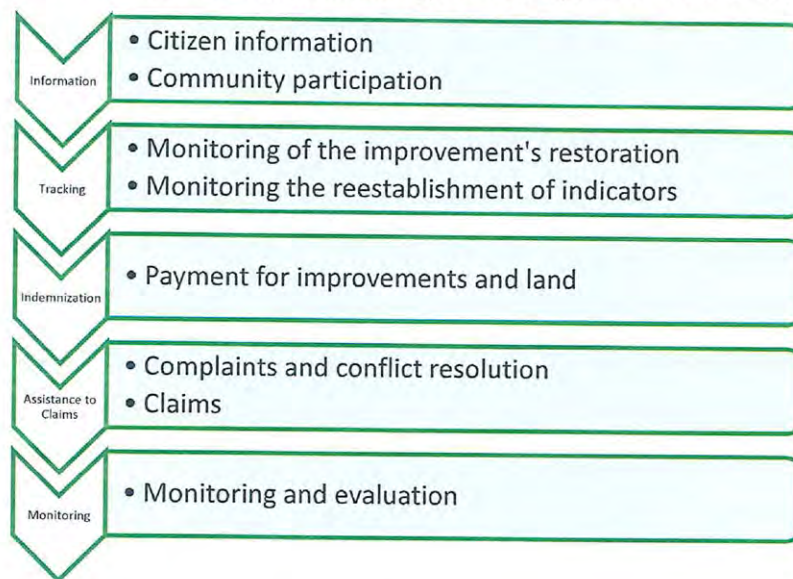 Information
• Citizen information
• Community participation
Tracking
• Monitoring of the improvement's restoration
• Monitoring the reestablishment of indicators
Indemnization
• Payment for improvements and land
Assistance to
Claims
• Complaints and conflict resolution
• Claims
Monitoring
• Monitoring and evaluation